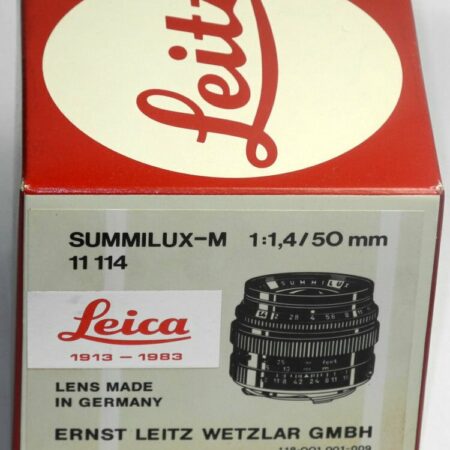 Leitz
SUMMILUX-M 1:1,4/50 mm
11 114
SUMMILUX
Leica
1913 - 1983
LENS MADE
IN GERMANY
ERNST LEITZ WETZLAR GMBH